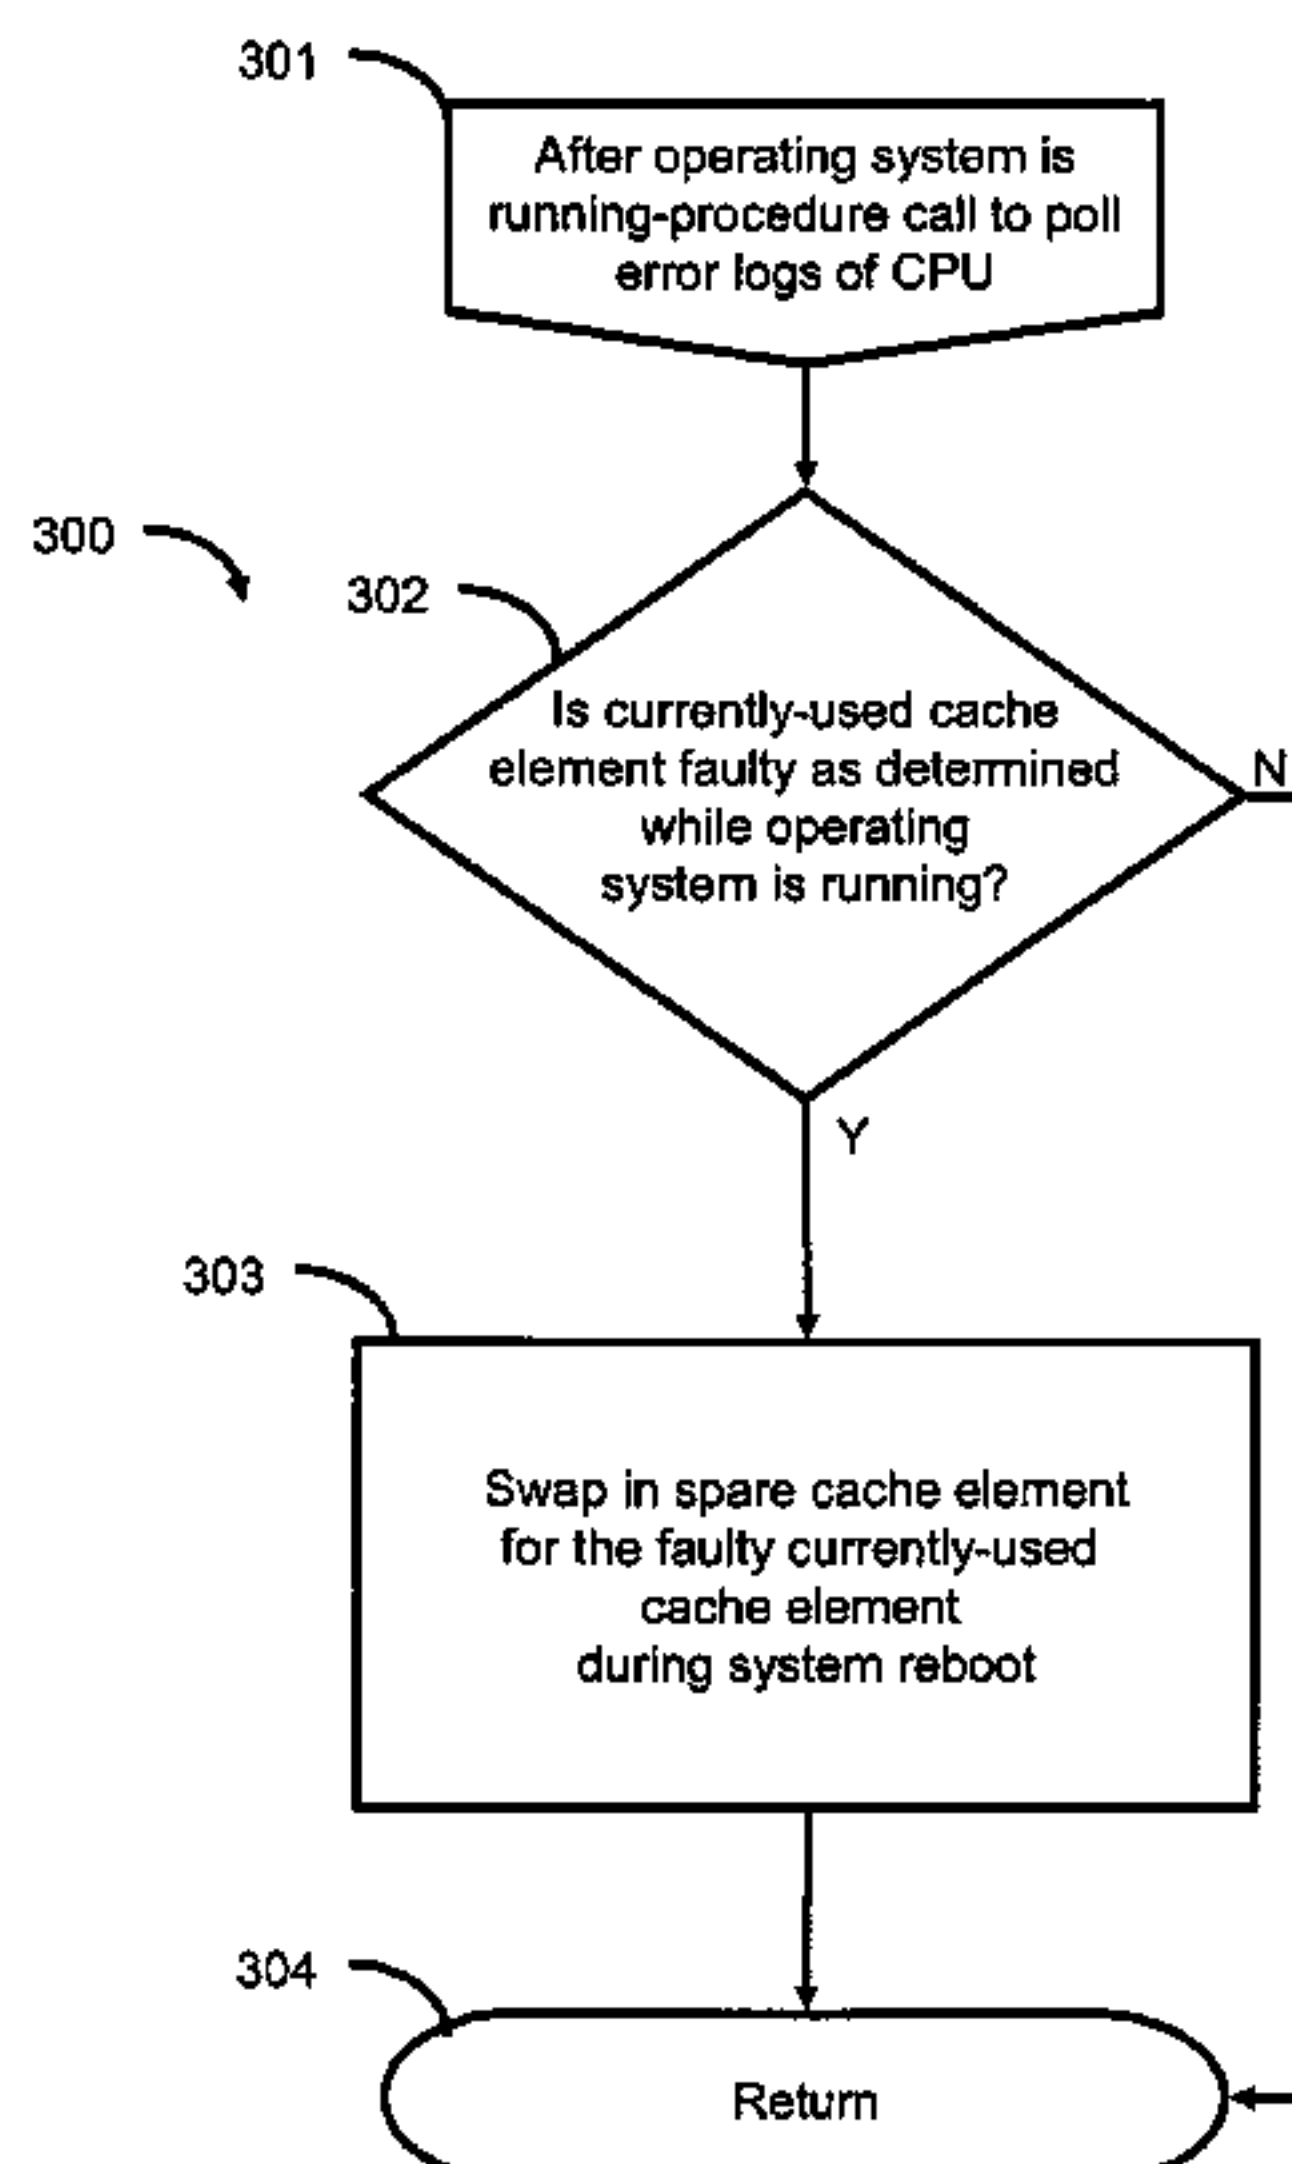 301
After operating system is
running-procedure call to poll
error logs of CPU
300
302
Is currently-used cache
element faulty as determined
while operating
system is running?
N
Y
303
Swap in spare cache element
for the faulty currently-used
cache element
during system reboot
304
Return